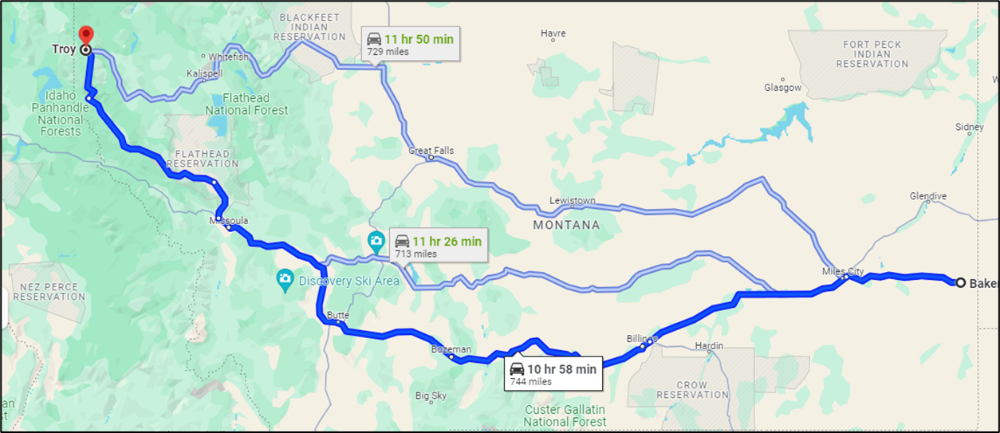 BLACKFEET
INDIAN
RESERVATION
11 hr 50 min
729 miles
Havre
FORT PECK
INDIAN
RESERVATION
Troy
Whitefish
Kalispell
Glasgow
Idaho
Panhandle
National
Forests
Flathead
National Forest
W
Sidney
FLATHEAD
RESERVATION
Great Falls
Lewistown
Glendive
MONTANA
Missoula
11 hr 26 min
713 miles
NEZ PERCE
RESERVATION
Discovery Ski Area
Miles City
Baker
Butte
Billings
Bozeman
Hardin
10 hr 58 min
744 miles
Big Sky
CROW
RESERVATION
Custer Gallatin
National Forest
an
st